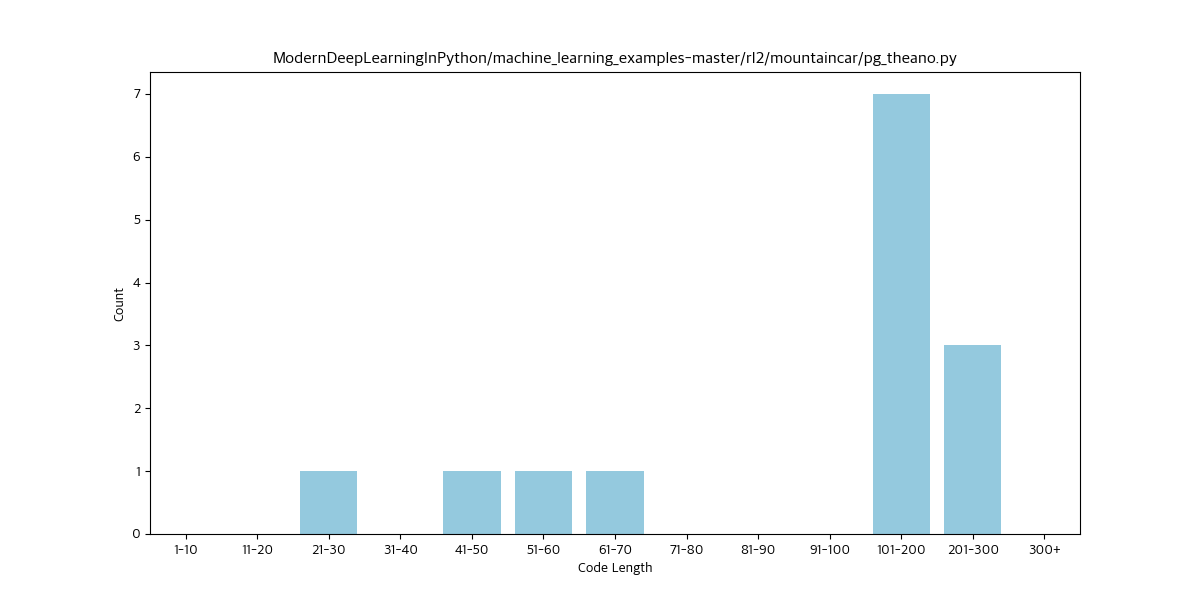 ModernDeepLearningInPython/machine_learning_examples-master/rl2/mountaincar/pg_theano.py
7
6
5
4
3
2
1
0
Count
1-10 11-20 21-30 31-40 41-50 51-60 61-70 71-80 81-90 91-100 101-200 201-300 300+
Code Length